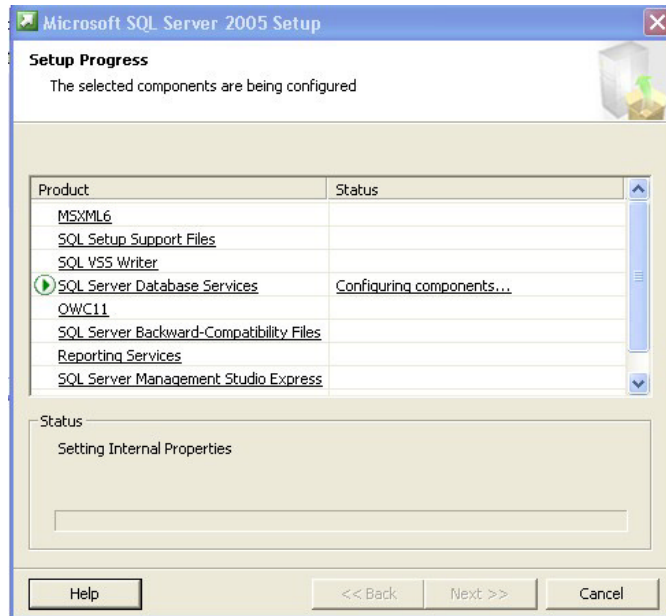 Microsoft SQL Server 2005 Setup
Setup Progress
The selected components are being configured
Product Status
MSXML6
SQL Setup Support Files
SQL VSS Writer
SQL Server Database Services Configuring components...
OWC11
SQL Server Backward-Compatibility Files
Reporting Services
SQL Server Management Studio Express
Status
Setting Internal Properties
Help << Back Next >> Cancel